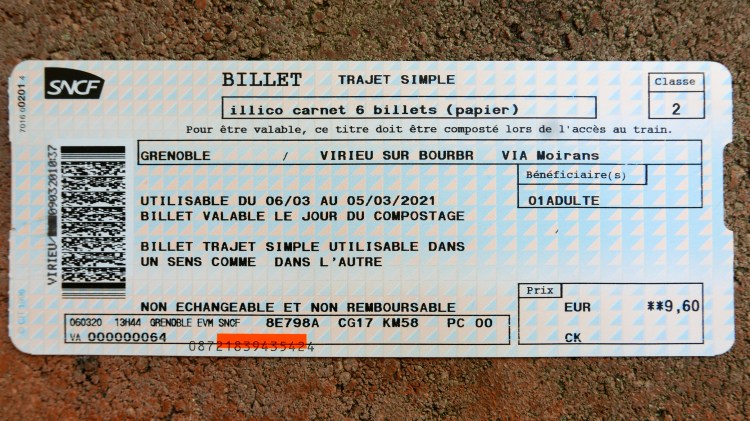 BILLET TRAJET SIMPLE
SNCF
Classe
2
illico carnet 6 billets (papier)
Pour être valable, ce titre doit être composté lors de l'accès au train.
GRENOBLE / VIRIEU SUR BOURBR VIA Moirans
Bénéficiaire(s)
01ADULTE
UTILISABLE DU 06/03 AU 05/03/2021
BILLET VALABLE LE JOUR DU COMPOSTAGE
BILLET TRAJET SIMPLE UTILISABLE DANS
UN SENS COMME DANS L'AUTRE
NON ECHANGEABLE ET NON REMBOURSABLE
Prix
EUR **9,60
CK
060320 13H44 GRENOBLE EVM SNCF 8E798A CG17 KM58 PC 00
VA 000000064
08721839435424
VIRIEU